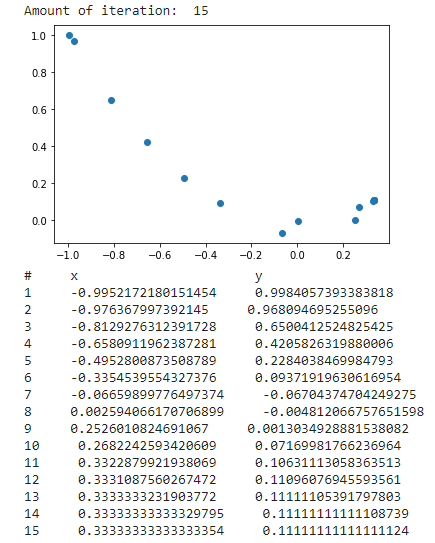 Amount of iteration: 15
1.0
0.8
0.6
0.4
0.2
0.0
−1.0 −0.8 −0.6 −0.4 −0.2 0.0 0.2
# x y
1 -0.9952172180151454 0.9984057393383818
2 -0.976367997392145 0.968094695255096
3 -0.8129276312391728 0.6500412524825425
4 -0.6580911962387281 0.4205826319880006
5 -0.4952800873508789 0.2284038469984793
6 -0.3354539554327376 0.09371919630616954
7 -0.06659899776497374 -0.06704374704249275
8 0.002594066170706899 -0.004812066757651598
9 0.2526010824691067 0.0013034928881538082
10 0.2682242593420609 0.07169981766236964
11 0.3322879921938069 0.10631113058363513
12 0.3331087560267472 0.11096076945593561
13 0.3333333231903772 0.11111105391797803
14 0.33333333333329795 0.11111111111108739
15 0.33333333333333354 0.11111111111111124